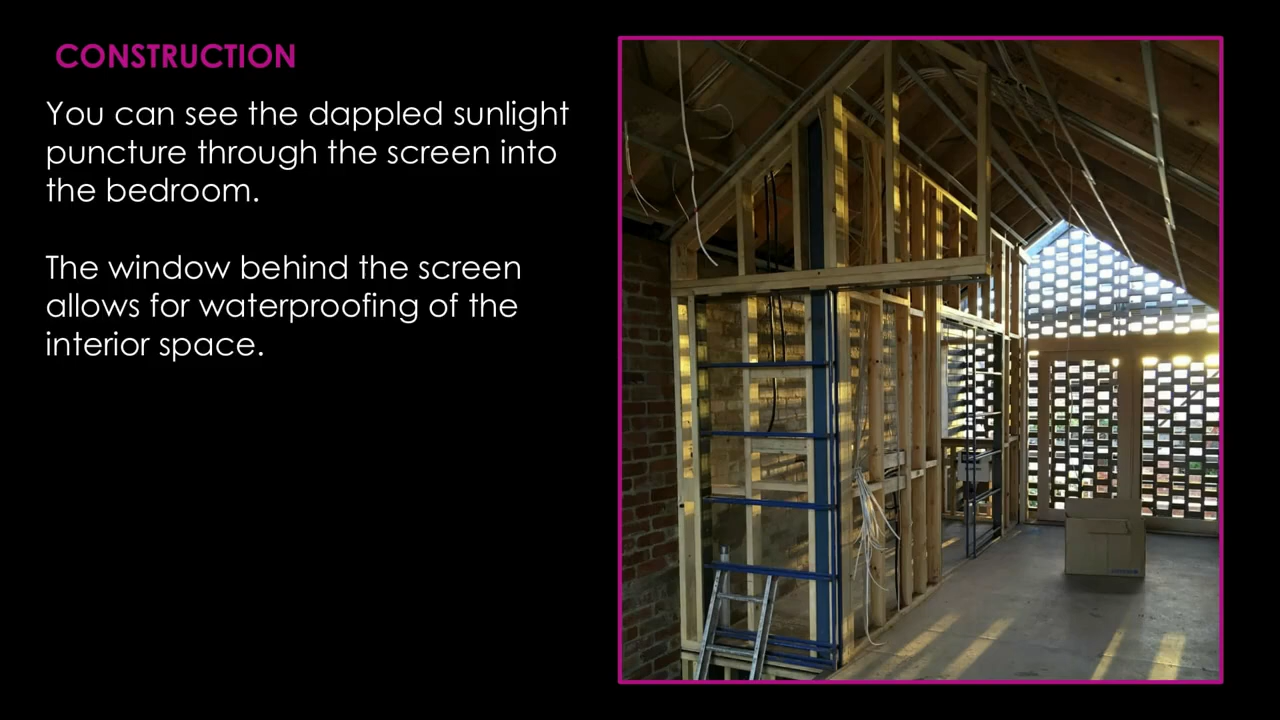 CONSTRUCTION
You can see the dappled sunlight
puncture through the screen into
the bedroom.
The window behind the screen
allows for waterproofing of the
interior space.